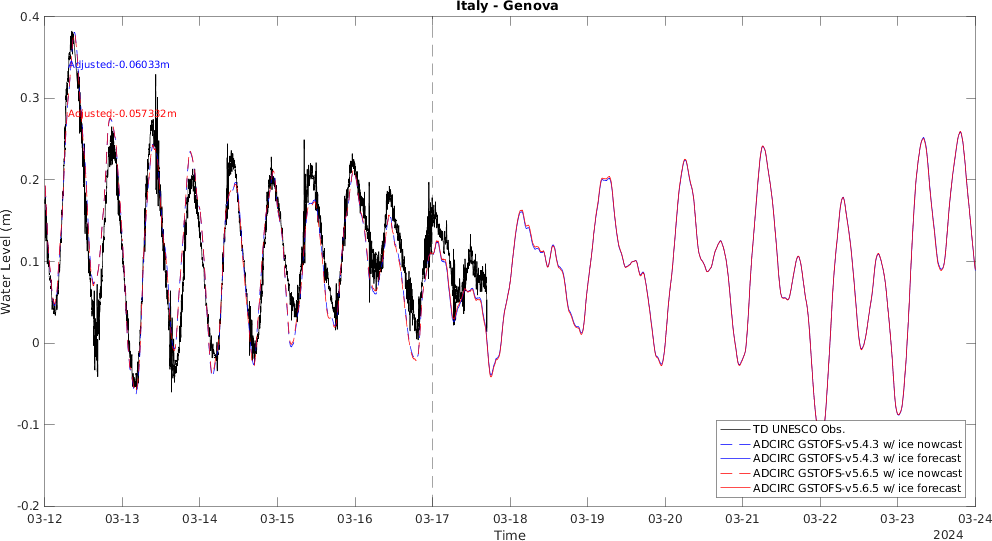 Italy - Genova
0.4
0.3
0.2
0.1
0
-0.1
-0.2
Water Level (m)
Adjusted:-0.06033m
Adjusted:-0.057332m
TD UNESCO Obs.
ADCIRC GSTOFS-v5.4.3 w/ ice nowcast
ADCIRC GSTOFS-v5.4.3 w/ ice forecast
ADCIRC GSTOFS-v5.6.5 w/ ice nowcast
ADCIRC GSTOFS-v5.6.5 w/ ice forecast
03-12 03-13 03-14 03-15 03-16 03-17 03-18 03-19 03-20 03-21 03-22 03-23 03-24
Time
2024